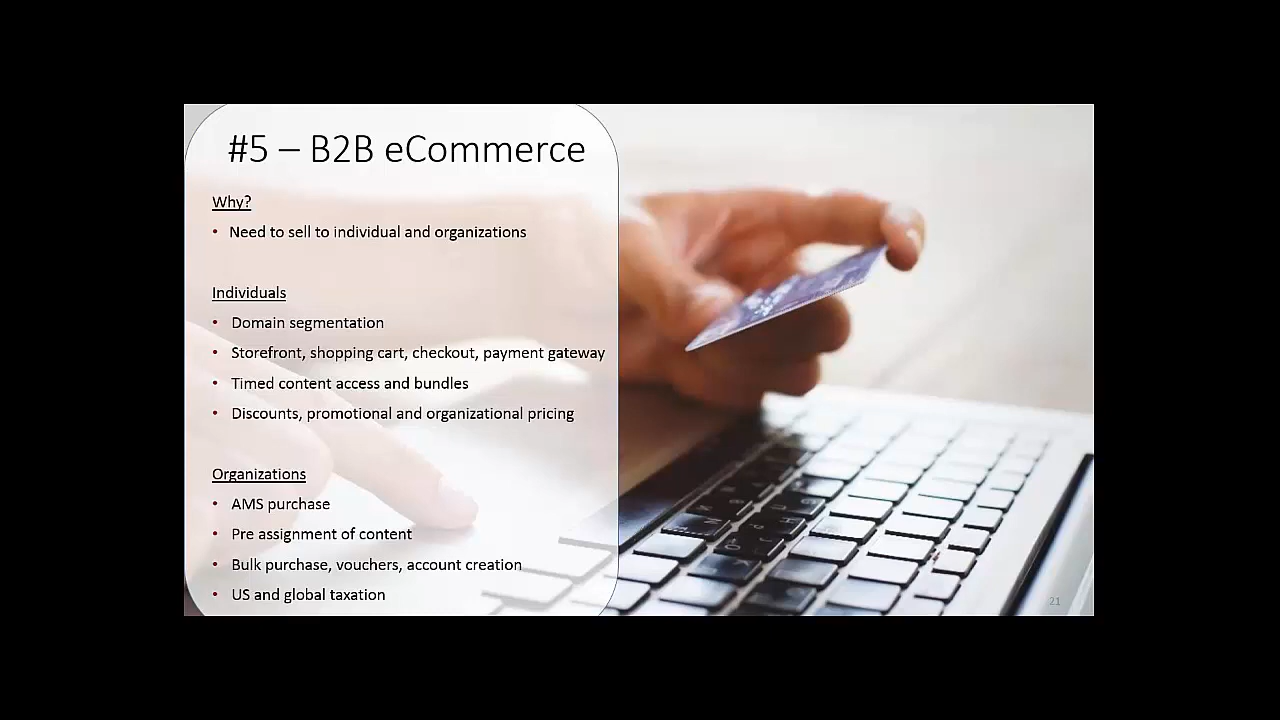 #5 – B2B eCommerce
Why?
• Need to sell to individual and organizations
Individuals
• Domain segmentation
• Storefront, shopping cart, checkout, payment gateway
• Timed content access and bundles
• Discounts, promotional and organizational pricing
Organizations
• AMS purchase
• Pre assignment of content
• Bulk purchase, vouchers, account creation
• US and global taxation
21